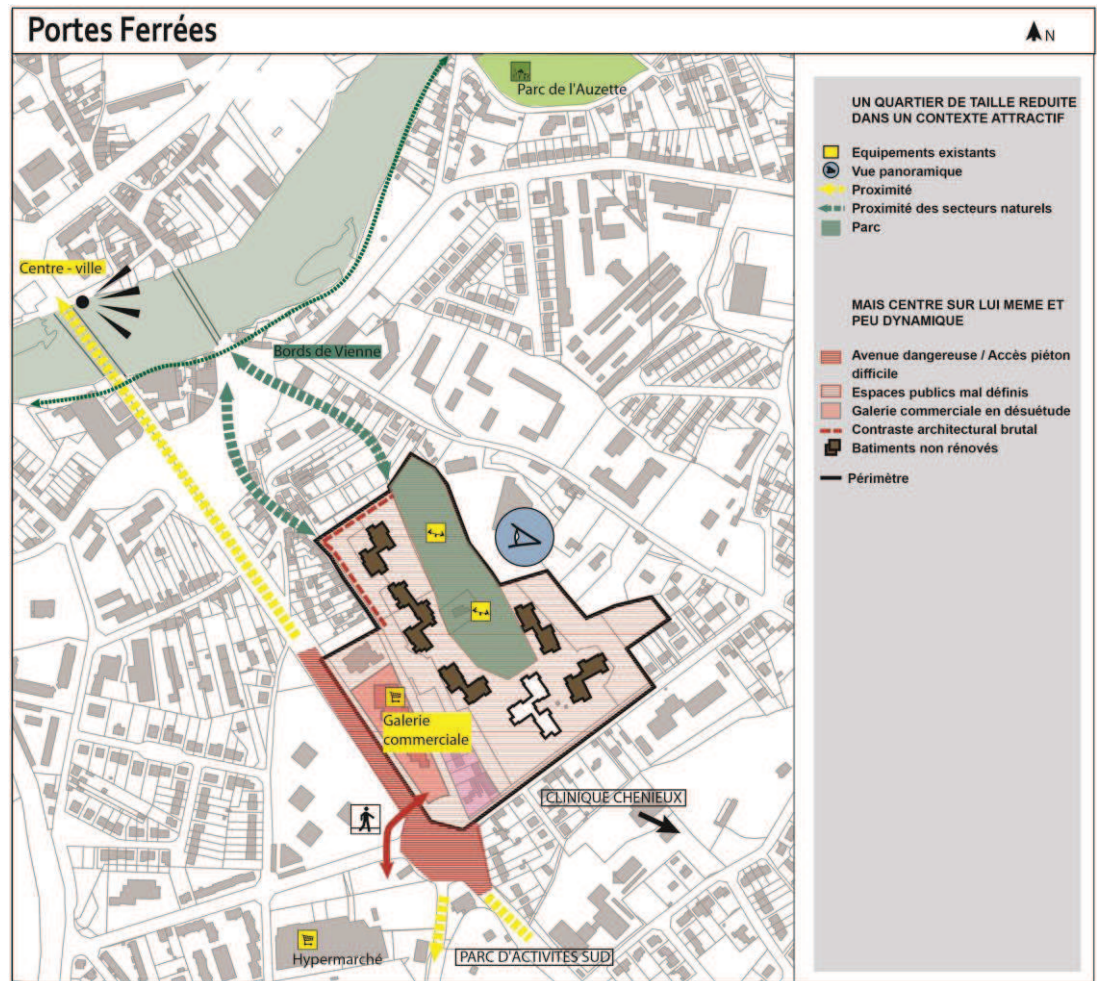 Portes Ferrées
N
Parc de l'Auzette
Centre - ville
Bords de Vienne
Galerie
commerciale
CLINIQUE CHENIEUX
Hypermarché
PARC D'ACTIVITES SUD
UN QUARTIER DE TAILLE REDUITE
DANS UN CONTEXTE ATTRACTIF
Equipements existants
Vue panoramique
Proximité
Proximité des secteurs naturels
Parc
MAIS CENTRE SUR LUI MEME ET
PEU DYNAMIQUE
Avenue dangereuse / Accès piéton
difficile
Espaces publics mal définis
Galerie commerciale en désuétude
Contraste architectural brutal
Batiments non rénovés
Périmètre